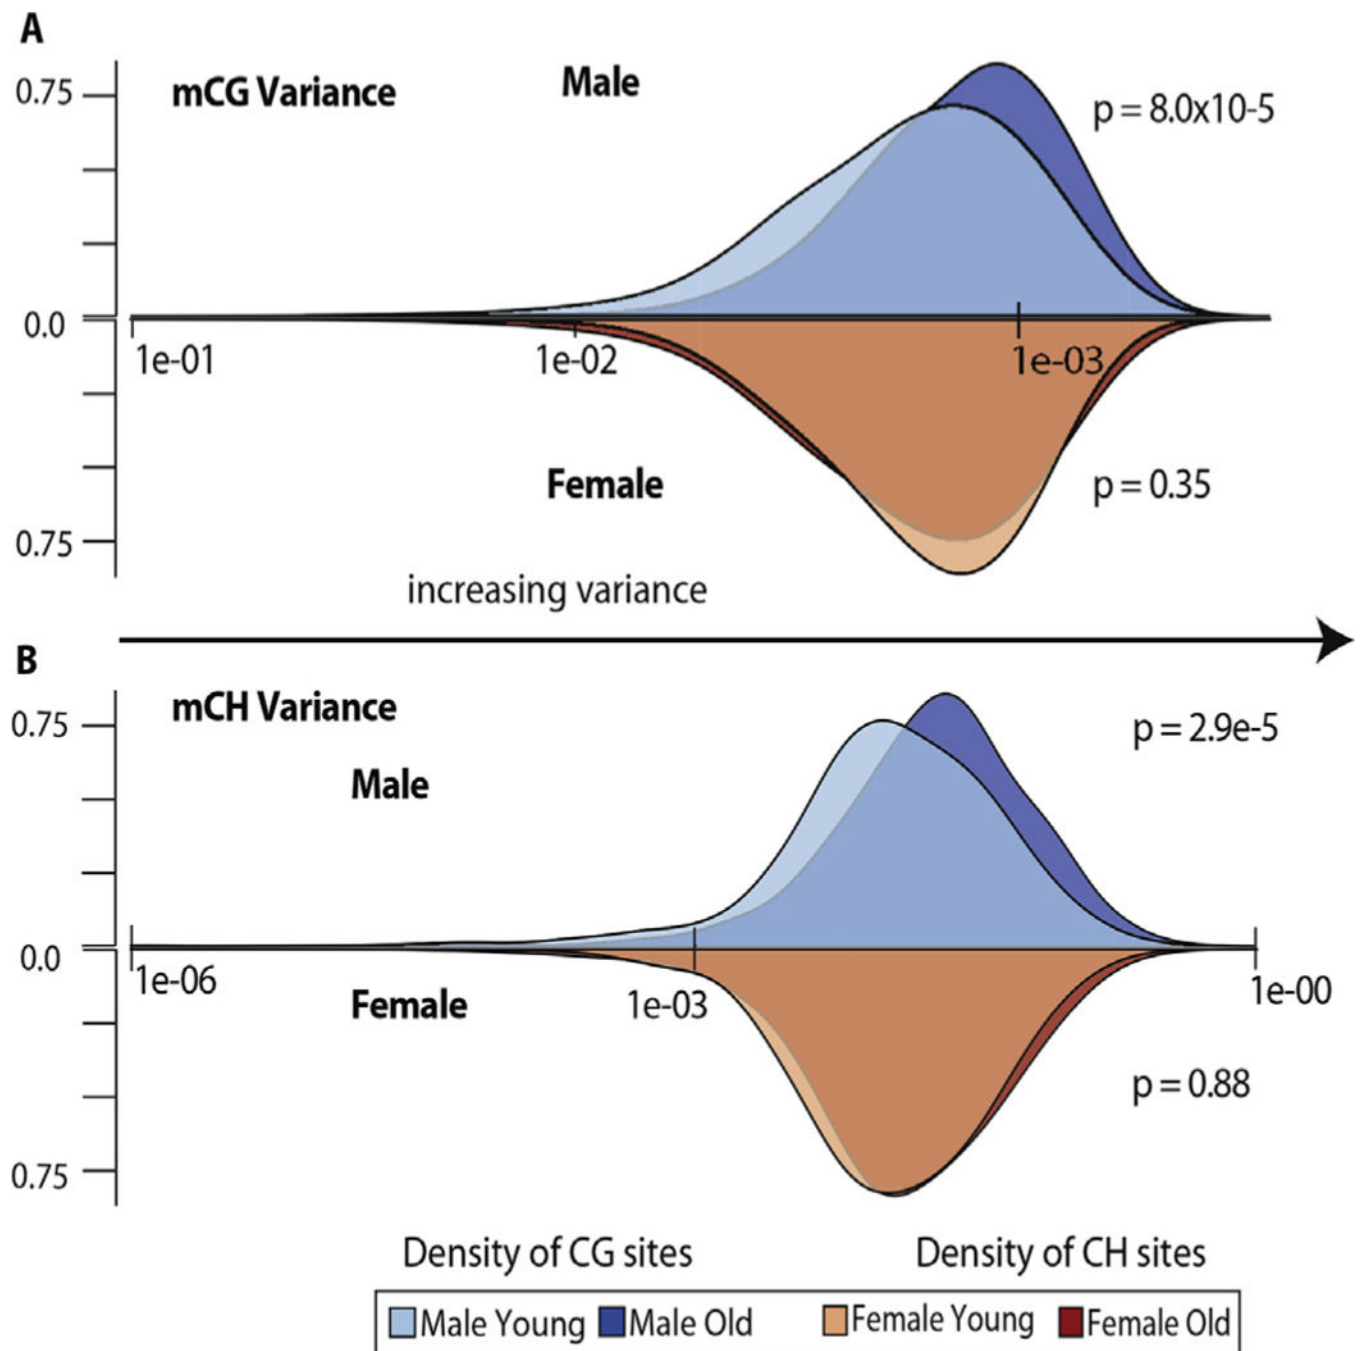 A
mCG Variance
Male
p = 8.0x10-5
0.75
0.0
1e-01
1e-02
1e-03
Female
p = 0.35
0.75
increasing variance
B
mCH Variance
0.75
p = 2.9e-5
Male
0.0
1e-06
1e-03
1e-00
Female
p = 0.88
0.75
Density of CG sites
Density of CH sites
Male Young
Male Old
Female Young
Female Old